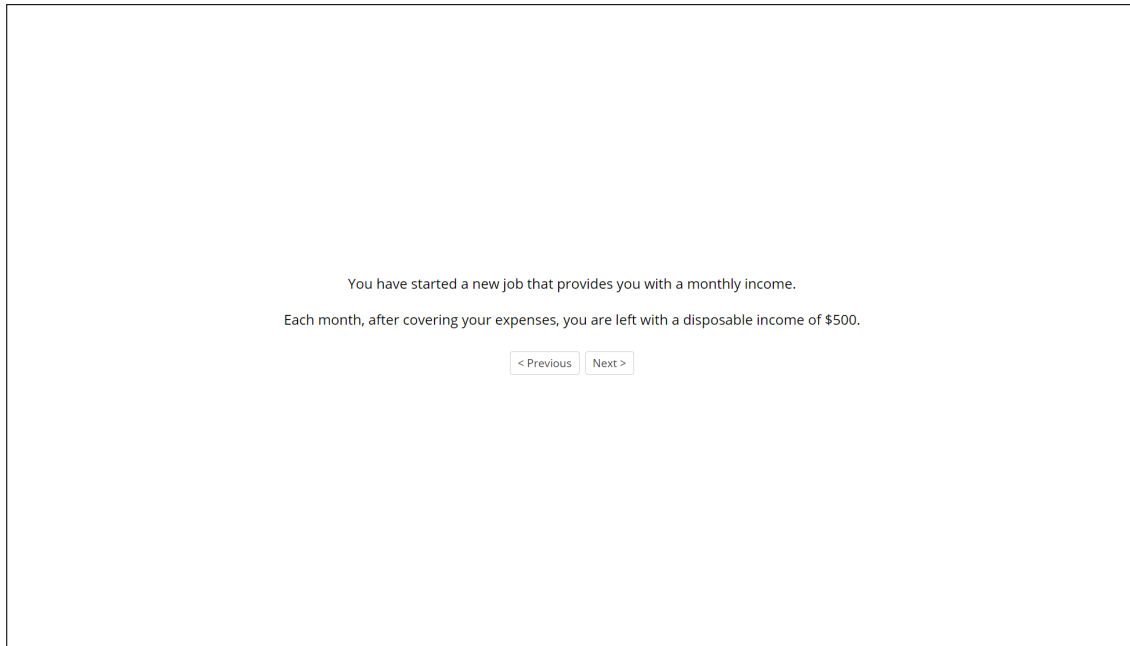 You have started a new job that provides you with a monthly income.
Each month, after covering your expenses, you are left with a disposable income of $500.
< Previous
Next >